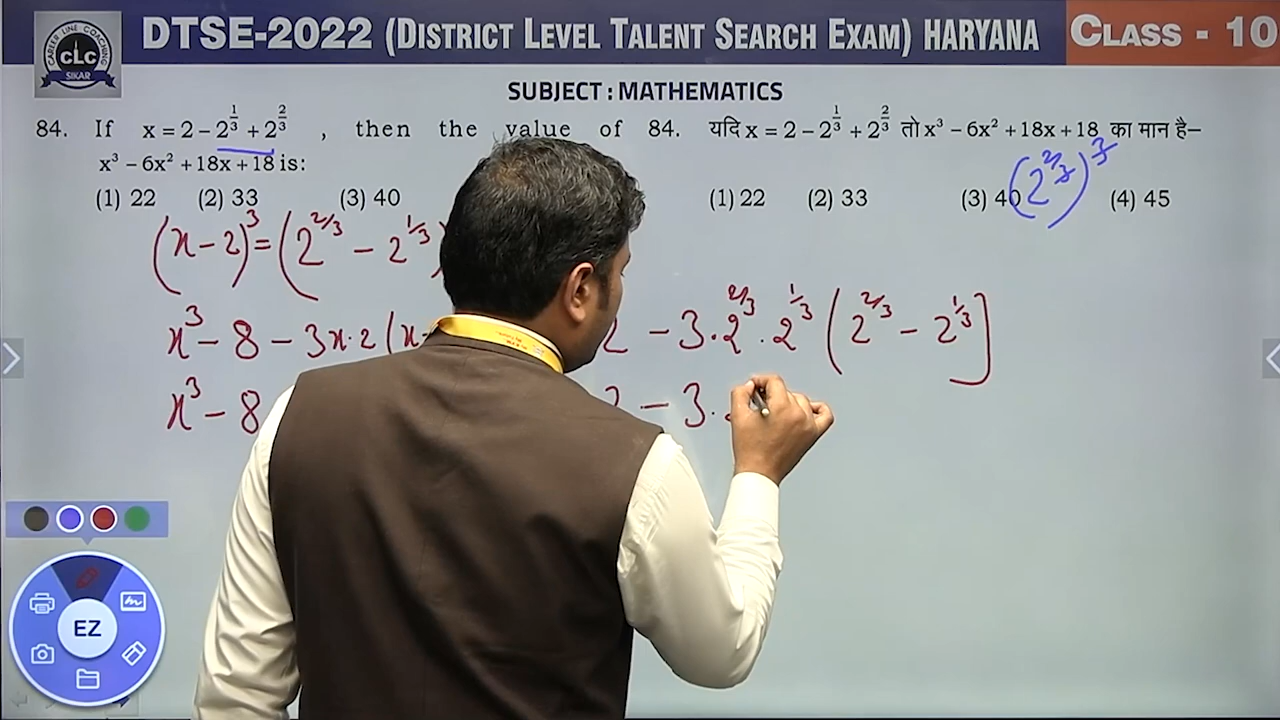 CAREER LINE COACHING
CLC
SIKAR
DTSE-2022 (DISTRICT LEVEL TALENT SEARCH EXAM) HARYANA
CLASS - 10
SUBJECT : MATHEMATICS
84. If x = 2 – 2^(1/3) + 2^(2/3) , then the value of
x³ – 6x² + 18x + 18 is:
(1) 22 (2) 33 (3) 40
84. यदि x = 2 – 2^(1/3) + 2^(2/3) तो x³ – 6x² + 18x + 18 का मान है–
(1) 22 (2) 33 (3) 40 (4) 45
(2^(2/3))^3
(x – 2)³ = (2^(2/3) – 2^(1/3)
x³ – 8 – 3x·2 (x – 2 – 3·2^(2/3)·2^(1/3) (2^(2/3) – 2^(1/3)]
x³ – 8 2 – 3·
EZ